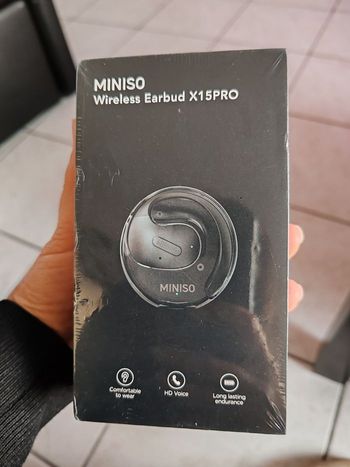 MINISO
Wireless Earbud X15PRO
MINISO
Comfortable
to wear
HD Voice
Long lasting
endurance